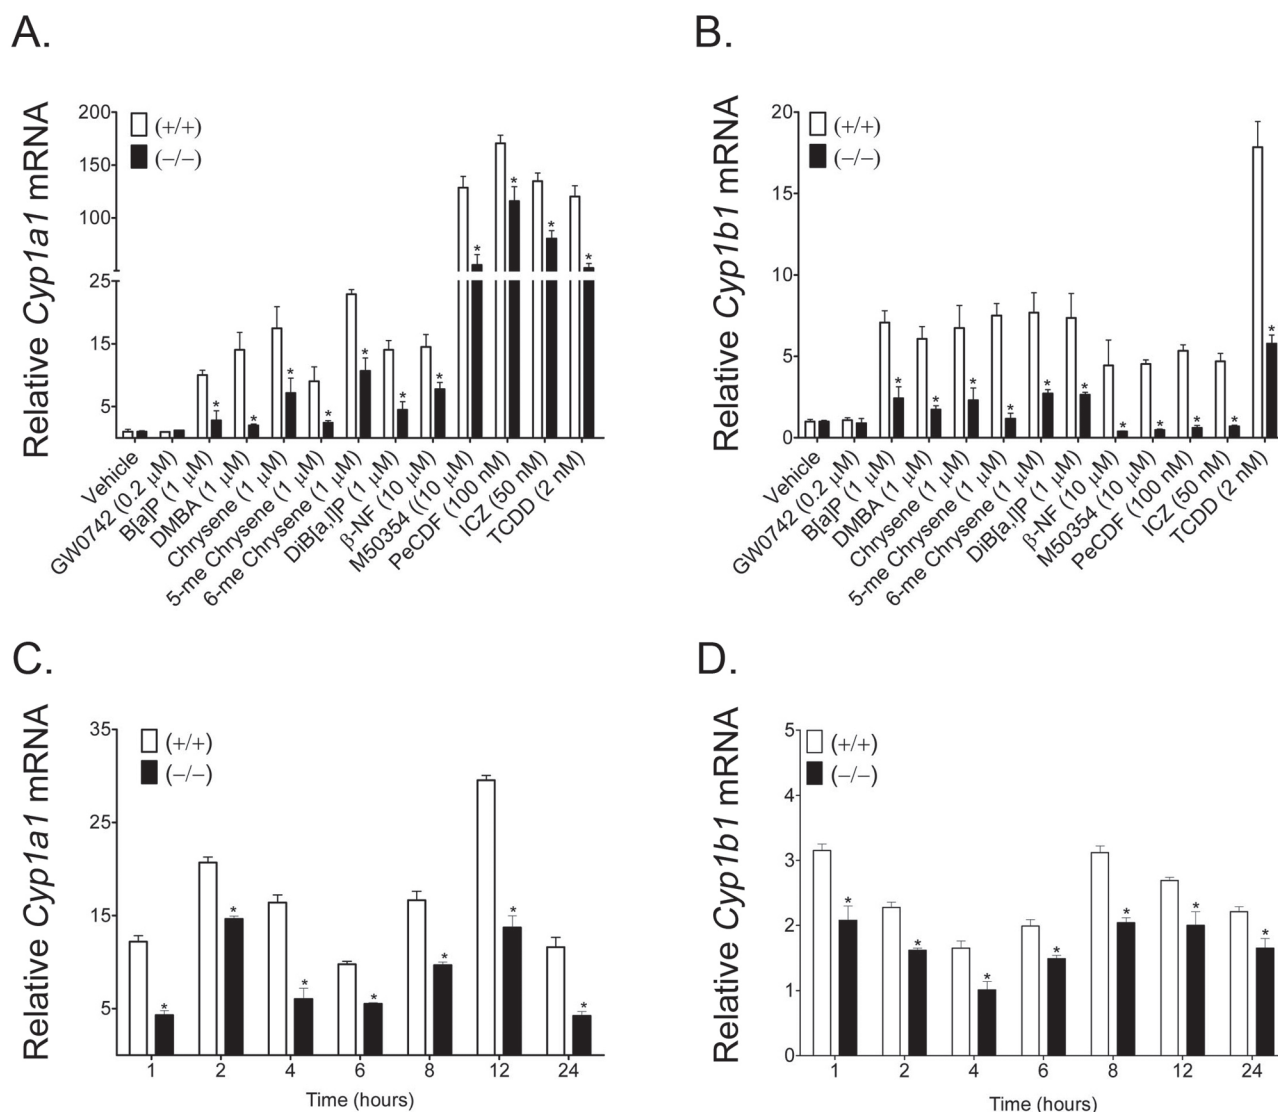 A.
Relative Cyp1a1 mRNA
200
150
100
25
15
5
(+/+)
(−/−)
* * * * * * * * * * *
Vehicle
GW0742 (0.2 μM)
B[a]P (1 μM)
DMBA (1 μM)
Chrysene (1 μM)
5-me Chrysene (1 μM)
6-me Chrysene (1 μM)
DiB[a,l]P (1 μM)
β-NF (10 μM)
M50354 ((10 μM)
PeCDF (100 nM)
ICZ (50 nM)
TCDD (2 nM)
B.
Relative Cyp1b1 mRNA
20
15
10
5
0
(+/+)
(−/−)
* * * * * * * * * * *
Vehicle
GW0742 (0.2 μM)
B[a]P (1 μM)
DMBA (1 μM)
Chrysene (1 μM)
5-me Chrysene (1 μM)
6-me Chrysene (1 μM)
DiB[a,l]P (1 μM)
β-NF (10 μM)
M50354 (10 μM)
PeCDF (100 nM)
ICZ (50 nM)
TCDD (2 nM)
C.
Relative Cyp1a1 mRNA
35
25
15
5
(+/+)
(−/−)
* * * * * * *
1 2 4 6 8 12 24
Time (hours)
D.
Relative Cyp1b1 mRNA
5
4
3
2
1
0
(+/+)
(−/−)
* * * * * * *
1 2 4 6 8 12 24
Time (hours)